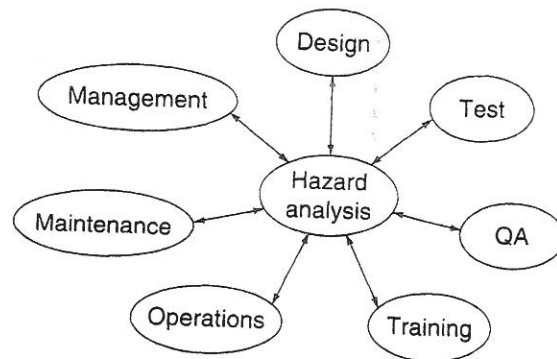 Design
Management
Test
Hazard
analysis
Maintenance
QA
Operations
Training